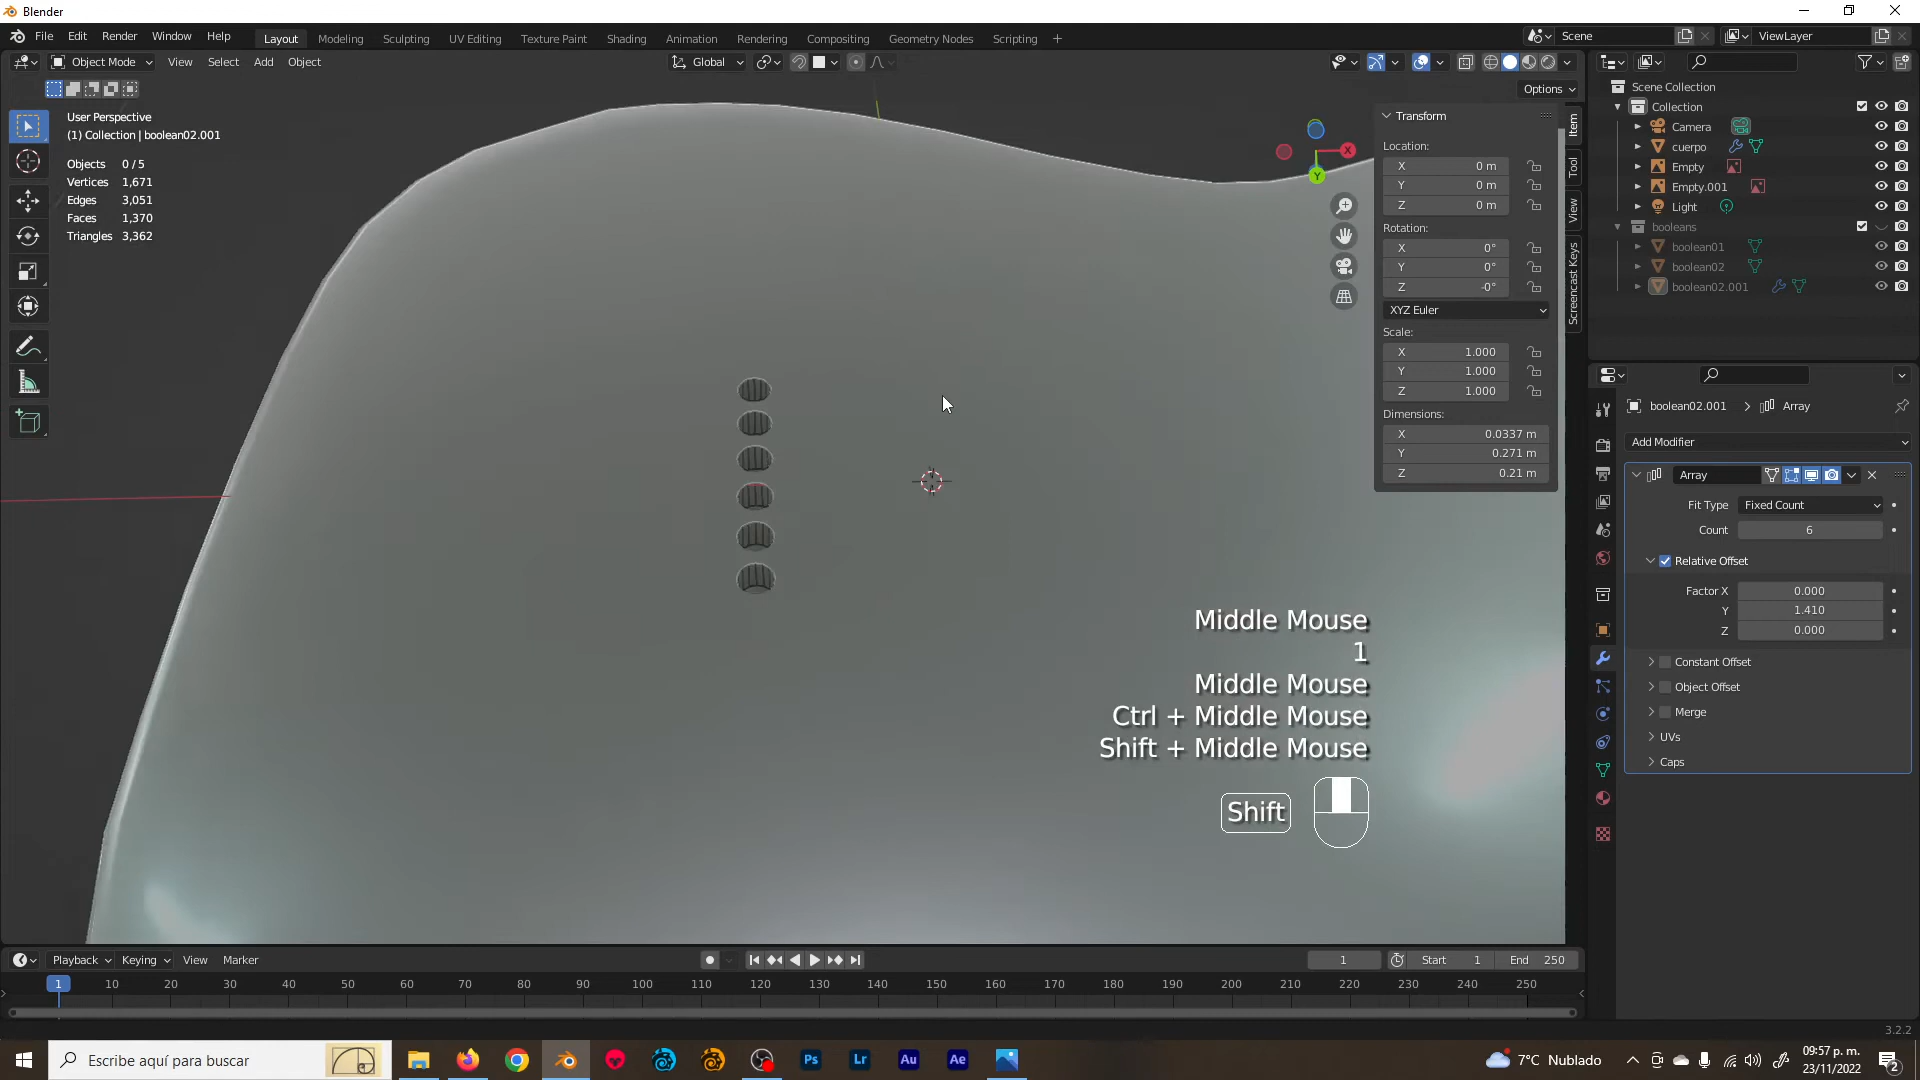 Blender
File Edit Render Window Help Layout Modeling Sculpting UV Editing Texture Paint Shading Animation Rendering Compositing Geometry Nodes Scripting +
Scene ViewLayer
Object Mode View Select Add Object Global
Options
User Perspective
(1) Collection | boolean02.001
Objects 0 / 5
Vertices 1,671
Edges 3,051
Faces 1,370
Triangles 3,362
X
Y
Transform
Location:
X 0 m
Y 0 m
Z 0 m
Rotation:
X 0°
Y 0°
Z -0°
XYZ Euler
Scale:
X 1.000
Y 1.000
Z 1.000
Dimensions:
X 0.0337 m
Y 0.271 m
Z 0.21 m
Item
Tool
View
Screencast Keys
Scene Collection
Collection
Camera
cuerpo
Empty
Empty.001
Light
booleans
boolean01
boolean02
boolean02.001
boolean02.001 > Array
Add Modifier
Array
Fit Type Fixed Count
Count 6
Relative Offset
Factor X 0.000
Y 1.410
Z 0.000
Constant Offset
Object Offset
Merge
UVs
Caps
Middle Mouse
1
Middle Mouse
Ctrl + Middle Mouse
Shift + Middle Mouse
Shift
Playback Keying View Marker
1 Start 1 End 250
1 10 20 30 40 50 60 70 80 90 100 110 120 130 140 150 160 170 180 190 200 210 220 230 240 250
3.2.2
Escribe aquí para buscar
Ps Lr Au Ae
7°C Nublado
09:57 p. m.
23/11/2022
2